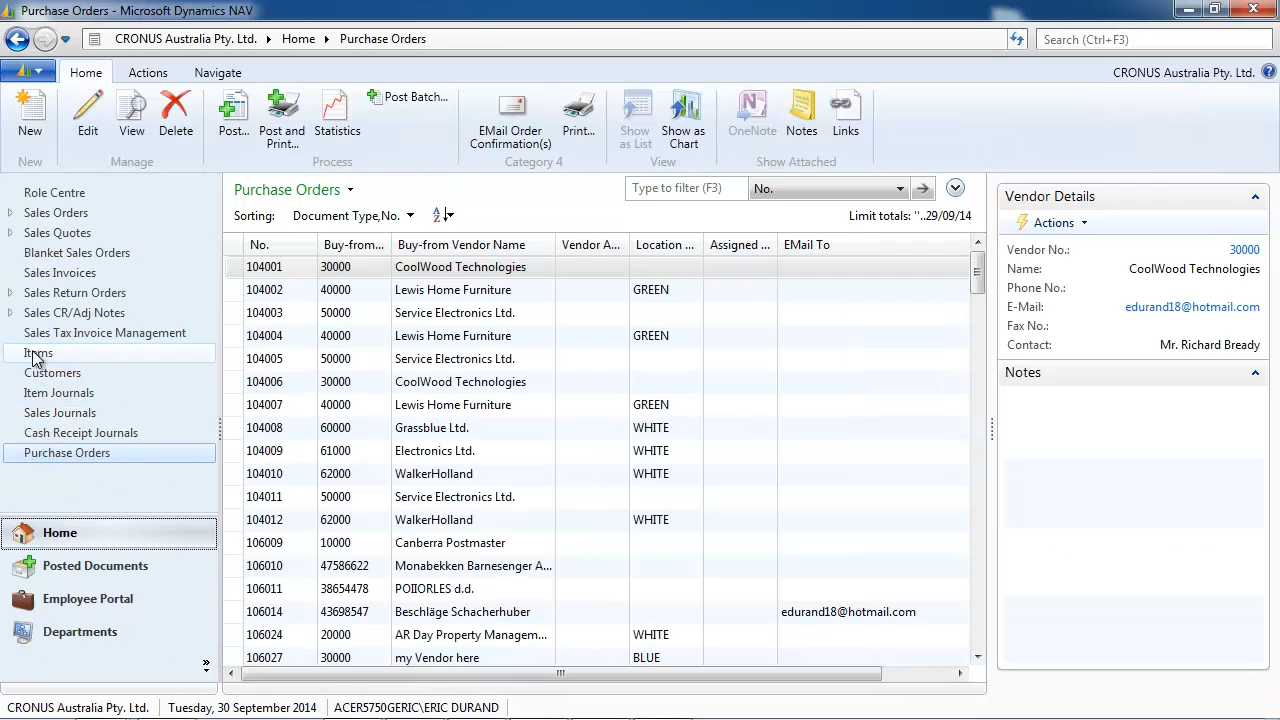 Purchase Orders - Microsoft Dynamics NAV
CRONUS Australia Pty. Ltd. Home Purchase Orders Search (Ctrl+F3)
Home Actions Navigate CRONUS Australia Pty. Ltd.
New Edit View Delete Post... Post and Print... Statistics Post Batch... EMail Order Confirmation(s) Print... Show as List Show as Chart OneNote Notes Links
New Manage Process Category 4 View Show Attached
Role Centre
Sales Orders
Sales Quotes
Blanket Sales Orders
Sales Invoices
Sales Return Orders
Sales CR/Adj Notes
Sales Tax Invoice Management
Items
Customers
Item Journals
Sales Journals
Cash Receipt Journals
Purchase Orders
Home
Posted Documents
Employee Portal
Departments
Purchase Orders Type to filter (F3) No.
Sorting: Document Type,No. A Z Limit totals: ''..29/09/14
No. Buy-from... Buy-from Vendor Name Vendor A... Location ... Assigned ... EMail To
104001 30000 CoolWood Technologies
104002 40000 Lewis Home Furniture GREEN
104003 50000 Service Electronics Ltd.
104004 40000 Lewis Home Furniture GREEN
104005 50000 Service Electronics Ltd.
104006 30000 CoolWood Technologies
104007 40000 Lewis Home Furniture GREEN
104008 60000 Grassblue Ltd. WHITE
104009 61000 Electronics Ltd. WHITE
104010 62000 WalkerHolland WHITE
104011 50000 Service Electronics Ltd.
104012 62000 WalkerHolland WHITE
106009 10000 Canberra Postmaster
106010 47586622 Monabekken Barnesenger A...
106011 38654478 POIIORLES d.d.
106014 43698547 Beschläge Schacherhuber edurand18@hotmail.com
106024 20000 AR Day Property Managem... WHITE
106027 30000 my Vendor here BLUE
Vendor Details
Actions
Vendor No.: 30000
Name: CoolWood Technologies
Phone No.:
E-Mail: edurand18@hotmail.com
Fax No.:
Contact: Mr. Richard Bready
Notes
CRONUS Australia Pty. Ltd. Tuesday, 30 September 2014 ACER5750GERIC\ERIC DURAND